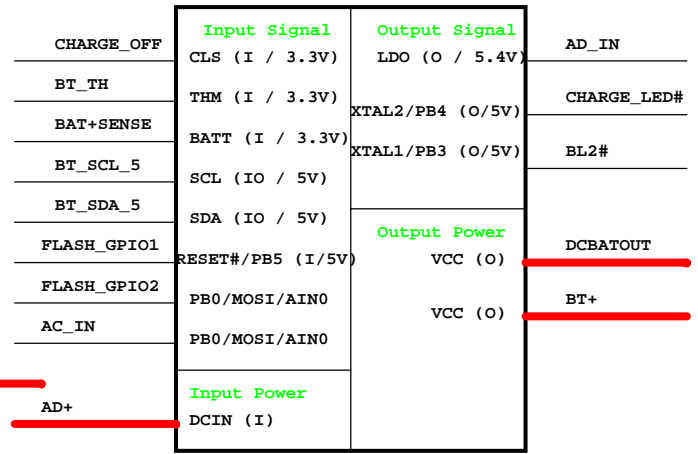 CHARGE_OFF
BT_TH
BAT+SENSE
BT_SCL_5
BT_SDA_5
FLASH_GPIO1
FLASH_GPIO2
AC_IN
AD+
Input Signal
CLS (I / 3.3V)
THM (I / 3.3V)
BATT (I / 3.3V)
SCL (IO / 5V)
SDA (IO / 5V)
RESET#/PB5 (I/5V)
PB0/MOSI/AIN0
PB0/MOSI/AIN0
Input Power
DCIN (I)
Output Signal
LDO (O / 5.4V)
XTAL2/PB4 (O/5V)
XTAL1/PB3 (O/5V)
Output Power
VCC (O)
VCC (O)
AD_IN
CHARGE_LED#
BL2#
DCBATOUT
BT+